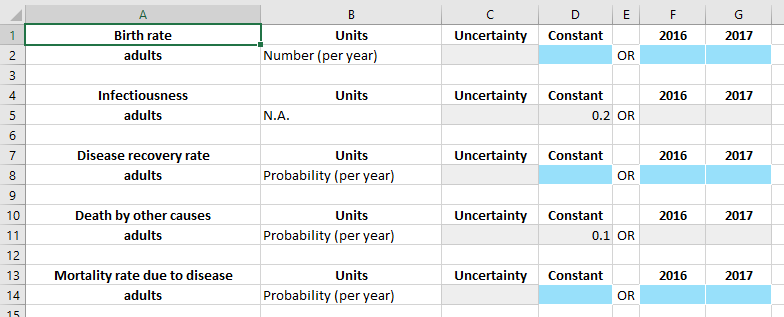 A B C D E F G
1 Birth rate Units Uncertainty Constant 2016 2017
2 adults Number (per year) OR
3
4 Infectiousness Units Uncertainty Constant 2016 2017
5 adults N.A. 0.2 OR
6
7 Disease recovery rate Units Uncertainty Constant 2016 2017
8 adults Probability (per year) OR
9
10 Death by other causes Units Uncertainty Constant 2016 2017
11 adults Probability (per year) 0.1 OR
12
13 Mortality rate due to disease Units Uncertainty Constant 2016 2017
14 adults Probability (per year) OR
15